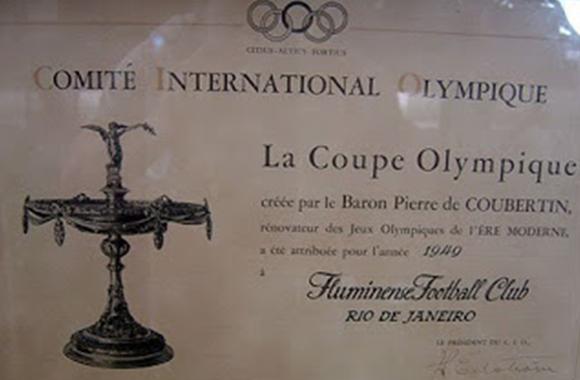 CITIUS-ALTIUS-FORTIUS
COMITÉ INTERNATIONAL OLYMPIQUE
La Coupe Olympique
créée par le Baron Pierre de COUBERTIN,
rénovateur des Jeux Olympiques de l'ÈRE MODERNE,
a été attribuée pour l'année 1949
à
Fluminense Football Club
RIO DE JANEIRO
LE PRÉSIDENT DU C. I. O.